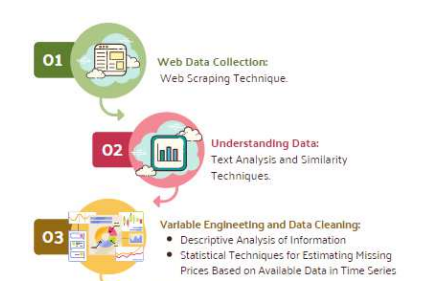 01
Web Data Collection:
Web Scraping Technique.
02
Understanding Data:
Text Analysis and Similarity
Techniques.
03
Variable Engineeting and Data Cleaning:
• Descriptive Analysis of Information
• Statistical Techniques for Estimating Missing
Prices Based on Available Data in Time Series